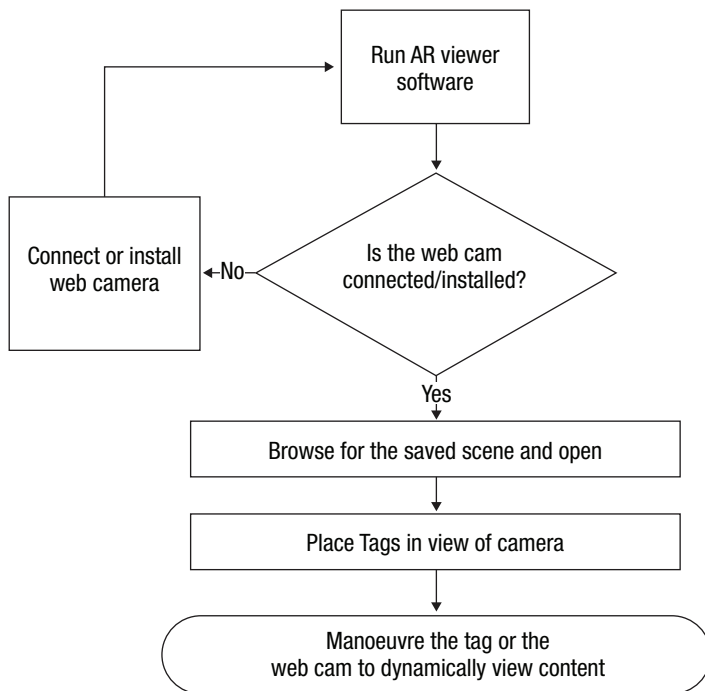 Run AR viewer
software
Connect or install
web camera
Is the web cam
connected/installed?
No
Yes
Browse for the saved scene and open
Place Tags in view of camera
Manoeuvre the tag or the
web cam to dynamically view content